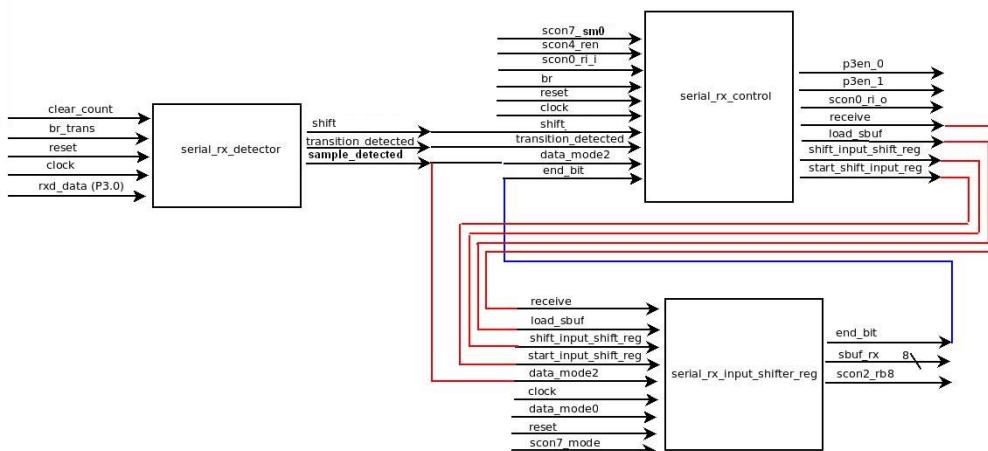 clear_count
br_trans
reset
clock
rxd_data (P3.0)
serial_rx_detector
shift
transition_detected
sample_detected
scon7_sm0
scon4_ren
scon0_ri_i
br
reset
clock
shift
transition_detected
data_mode2
end_bit
serial_rx_control
p3en_0
p3en_1
scon0_ri_o
receive
load_sbuf
shift_input_shift_reg
start_shift_input_reg
receive
load_sbuf
shift_input_shift_reg
start_input_shift_reg
data_mode2
clock
data_mode0
reset
scon7_mode
serial_rx_input_shifter_reg
end_bit
sbuf_rx 8
scon2_rb8